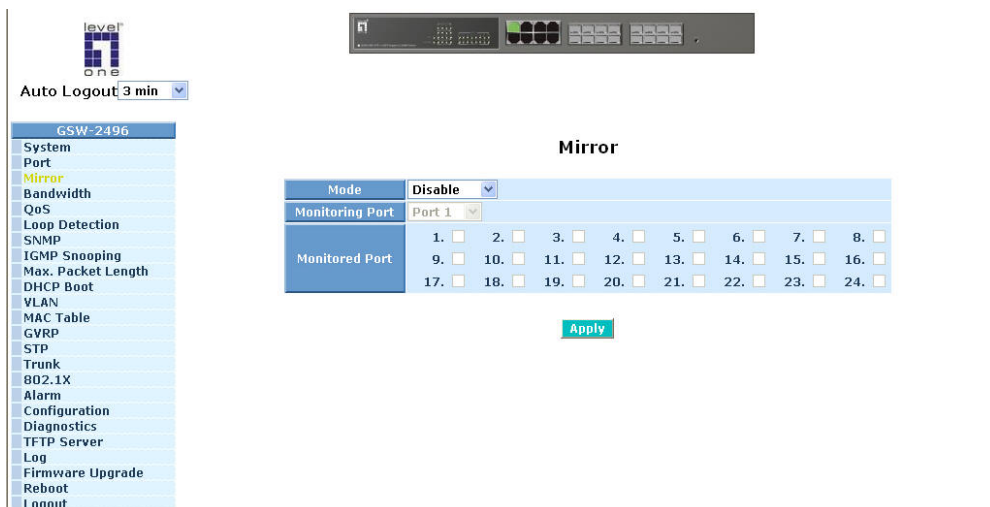 level
one
Auto Logout 3 min
GSW-2496
System
Port
Mirror
Bandwidth
QoS
Loop Detection
SNMP
IGMP Snooping
Max. Packet Length
DHCP Boot
VLAN
MAC Table
GVRP
STP
Trunk
802.1X
Alarm
Configuration
Diagnostics
TFTP Server
Log
Firmware Upgrade
Reboot
Logout
Mirror
Mode Disable
Monitoring Port Port 1
Monitored Port
1. 2. 3. 4. 5. 6. 7. 8.
9. 10. 11. 12. 13. 14. 15. 16.
17. 18. 19. 20. 21. 22. 23. 24.
Apply